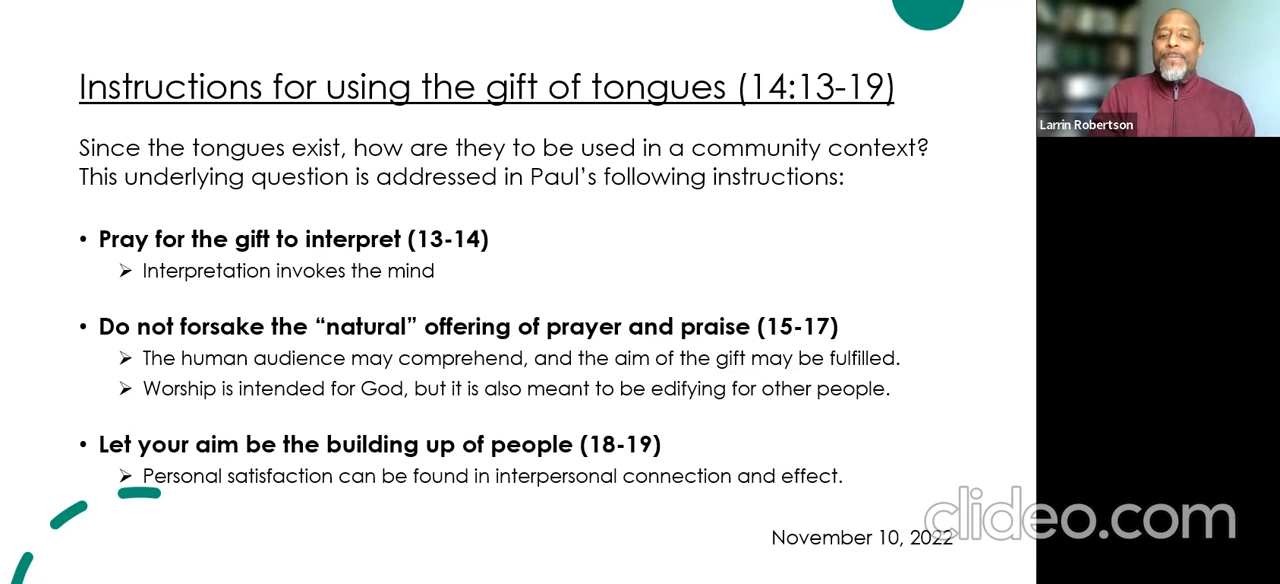 Instructions for using the gift of tongues (14:13-19)
Since the tongues exist, how are they to be used in a community context?
This underlying question is addressed in Paul’s following instructions:
• Pray for the gift to interpret (13-14)
➢ Interpretation invokes the mind
• Do not forsake the “natural” offering of prayer and praise (15-17)
➢ The human audience may comprehend, and the aim of the gift may be fulfilled.
➢ Worship is intended for God, but it is also meant to be edifying for other people.
• Let your aim be the building up of people (18-19)
➢ Personal satisfaction can be found in interpersonal connection and effect.
November 10, 2022
clideo.com
Larrin Robertson